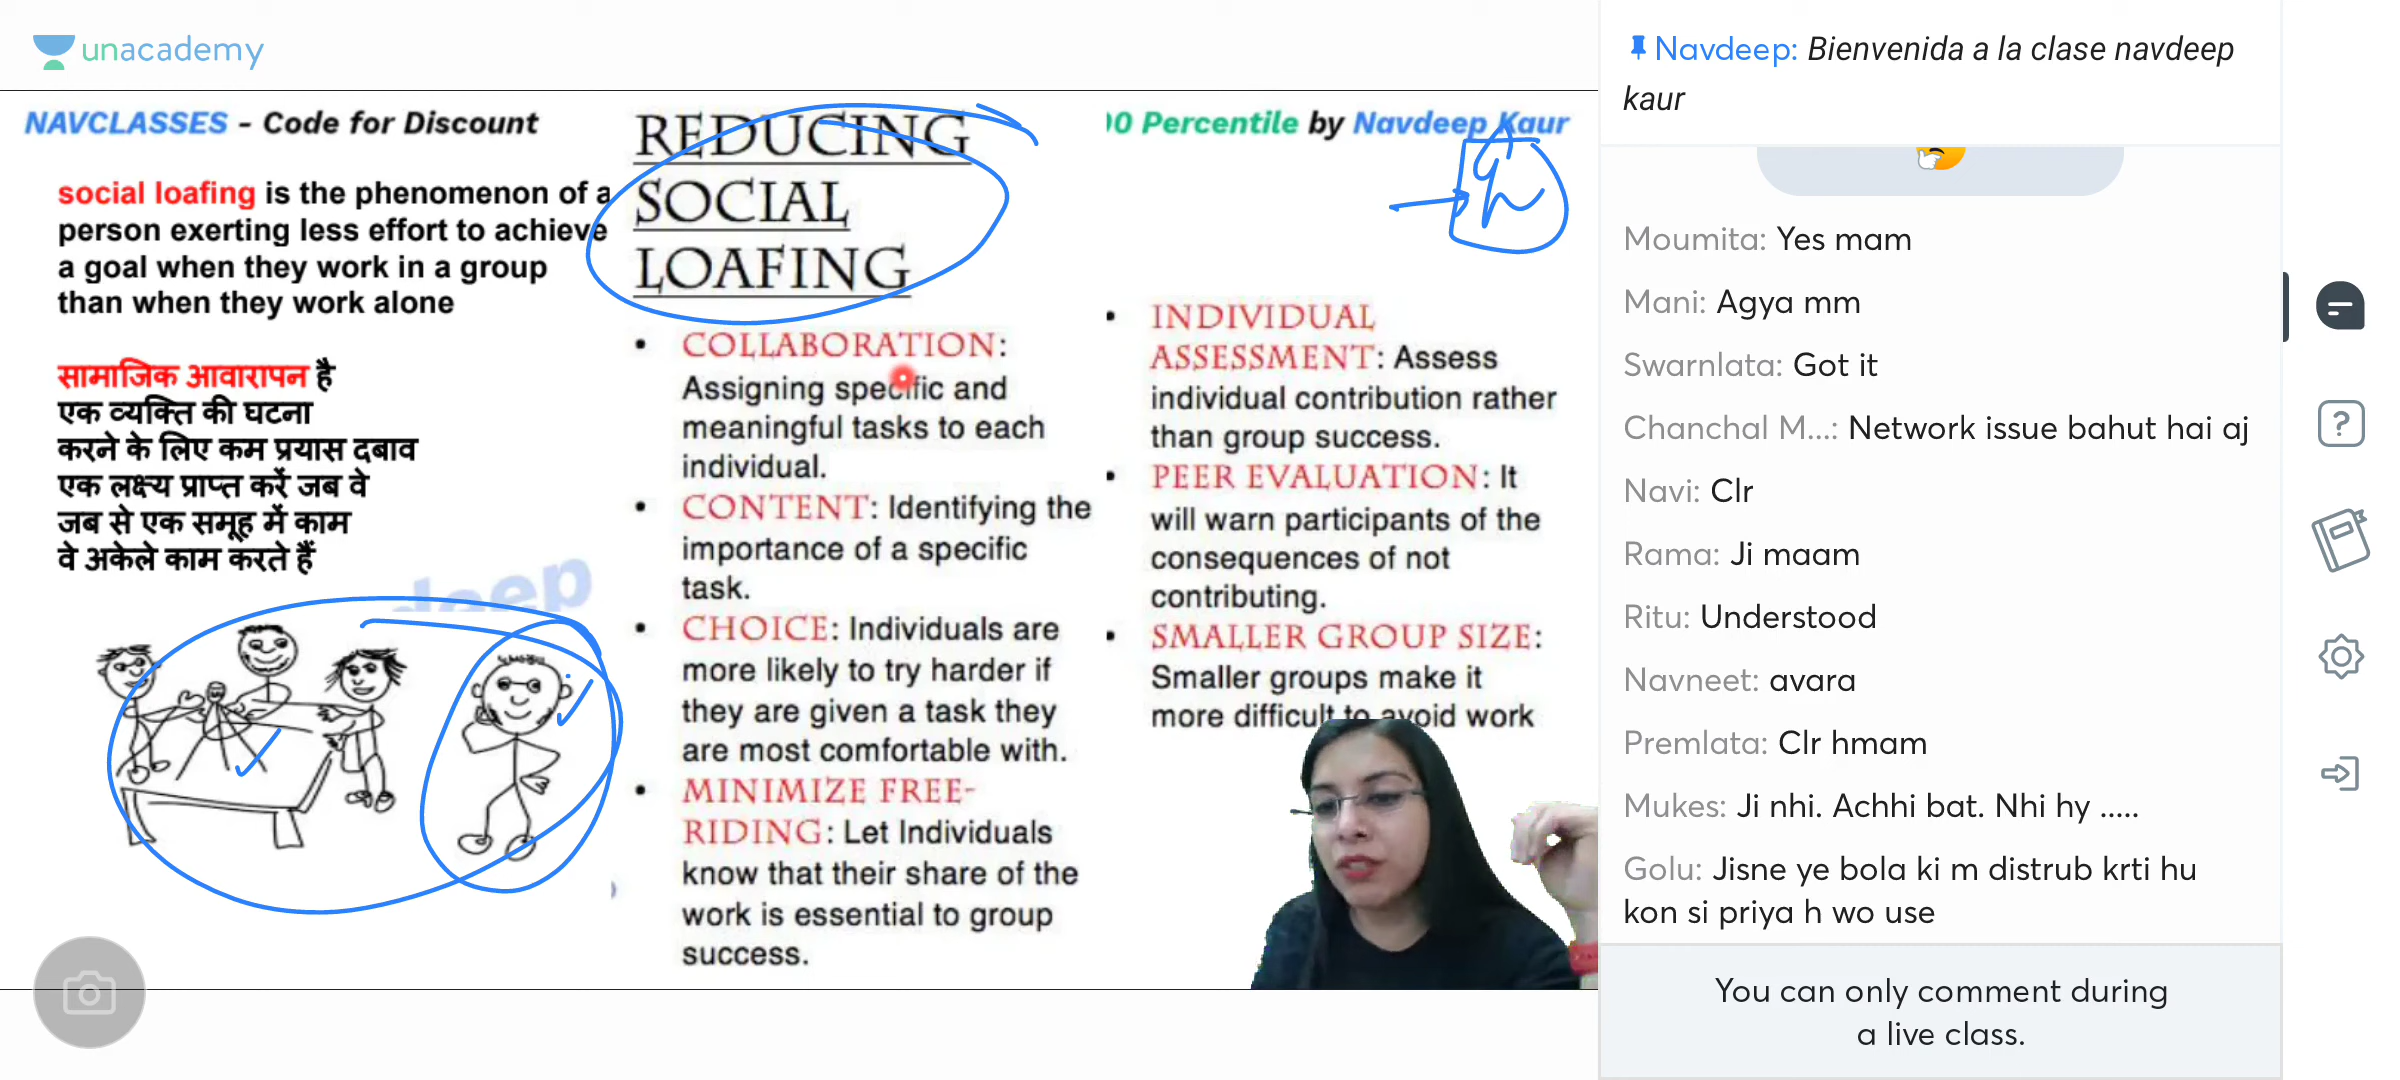 unacademy
NAVCLASSES - Code for Discount
social loafing is the phenomenon of a
person exerting less effort to achieve
a goal when they work in a group
than when they work alone
सामाजिक आवारापन है
एक व्यक्ति की घटना
करने के लिए कम प्रयास दबाव
एक लक्ष्य प्राप्त करें जब वे
जब से एक समूह में काम
वे अकेले काम करते हैं
deep
REDUCING
SOCIAL
LOAFING
• COLLABORATION:
Assigning specific and
meaningful tasks to each
individual.
• CONTENT: Identifying the
importance of a specific
task.
• CHOICE: Individuals are
more likely to try harder if
they are given a task they
are most comfortable with.
• MINIMIZE FREE-
RIDING: Let Individuals
know that their share of the
work is essential to group
success.
0 Percentile by Navdeep Kaur
• INDIVIDUAL
ASSESSMENT: Assess
individual contribution rather
than group success.
• PEER EVALUATION: It
will warn participants of the
consequences of not
contributing.
• SMALLER GROUP SIZE:
Smaller groups make it
more difficult to avoid work
Navdeep: Bienvenida a la clase navdeep
kaur
Moumita: Yes mam
Mani: Agya mm
Swarnlata: Got it
Chanchal M...: Network issue bahut hai aj
Navi: Clr
Rama: Ji maam
Ritu: Understood
Navneet: avara
Premlata: Clr hmam
Mukes: Ji nhi. Achhi bat. Nhi hy .....
Golu: Jisne ye bola ki m distrub krti hu
kon si priya h wo use
You can only comment during
a live class.